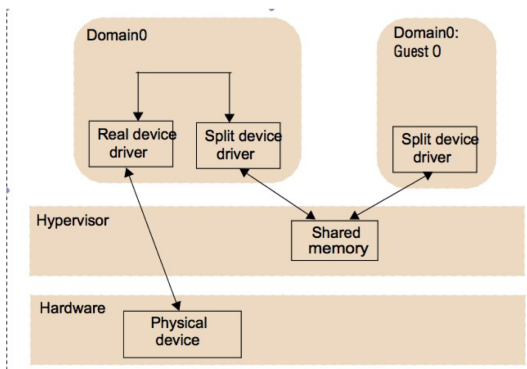 Domain0
Domain0:
Guest 0
Real device
driver
Split device
driver
Split device
driver
Hypervisor
Shared
memory
Hardware
Physical
device